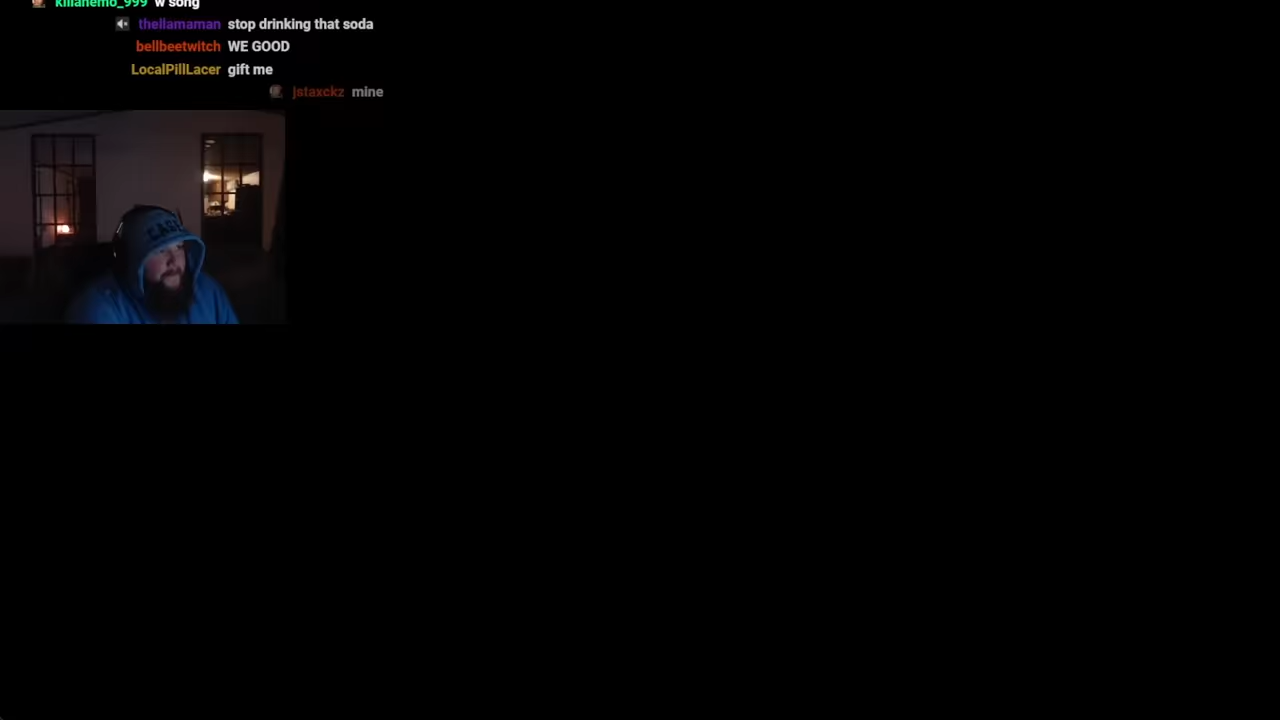 killanemo_999 w song
thellamaman stop drinking that soda
bellbeetwitch WE GOOD
LocalPillLacer gift me
jstaxckz mine